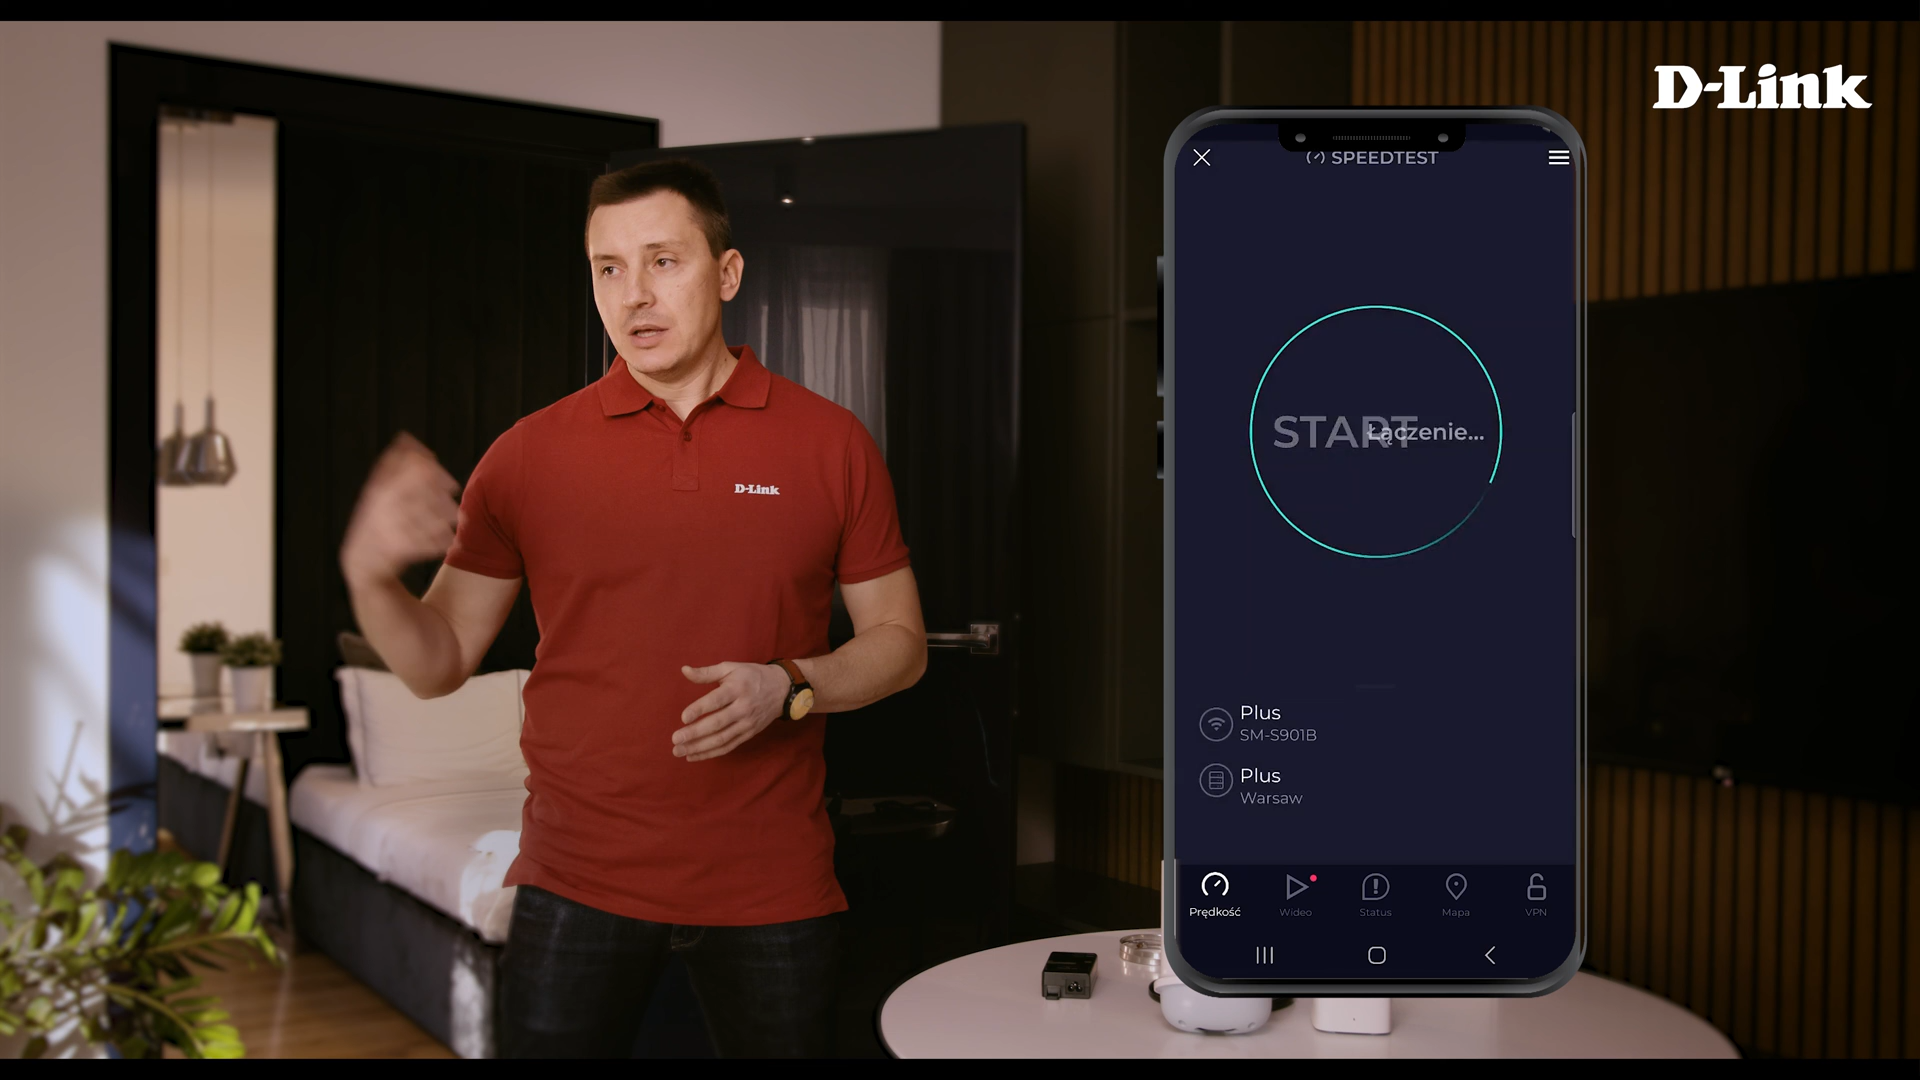 D-Link
SPEEDTEST
START
Łączenie...
D-Link
Plus
SM-S901B
Plus
Warsaw
Prędkość
Wideo
Status
Mapa
VPN